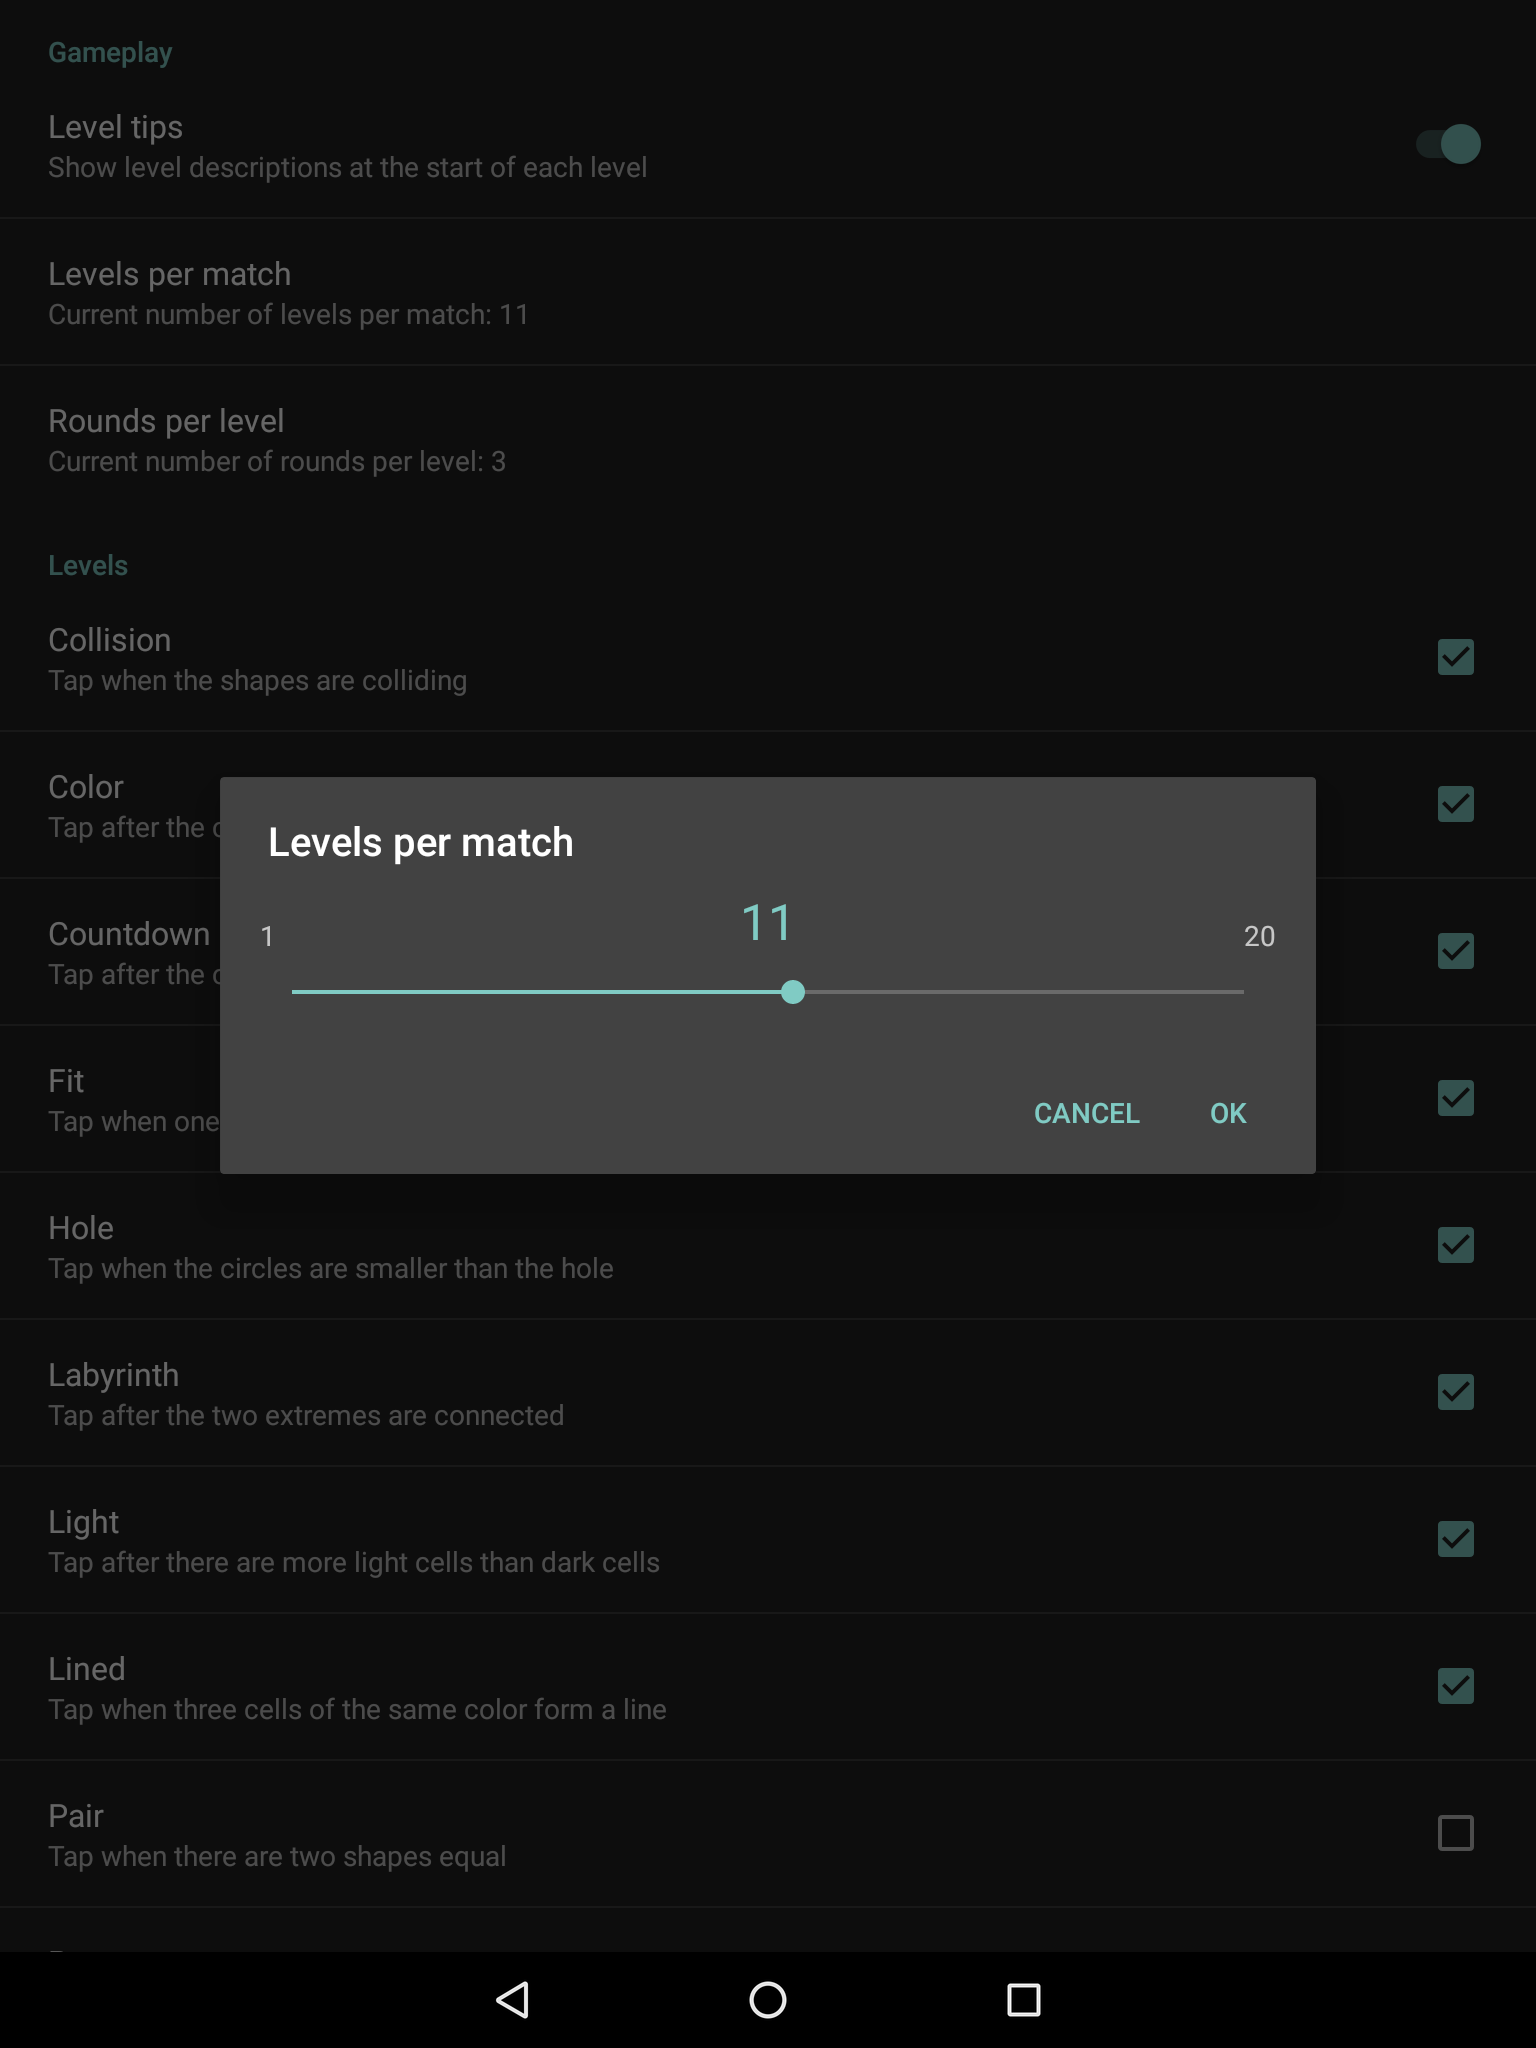 Gameplay
Level tips
Show level descriptions at the start of each level
Levels per match
Current number of levels per match: 11
Rounds per level
Current number of rounds per level: 3
Levels
Collision
Tap when the shapes are colliding
Color
Tap after the
Levels per match
11
1
20
Countdown
Tap after the
CANCEL
OK
Fit
Tap when one
Hole
Tap when the circles are smaller than the hole
Labyrinth
Tap after the two extremes are connected
Light
Tap after there are more light cells than dark cells
Lined
Tap when three cells of the same color form a line
Pair
Tap when there are two shapes equal